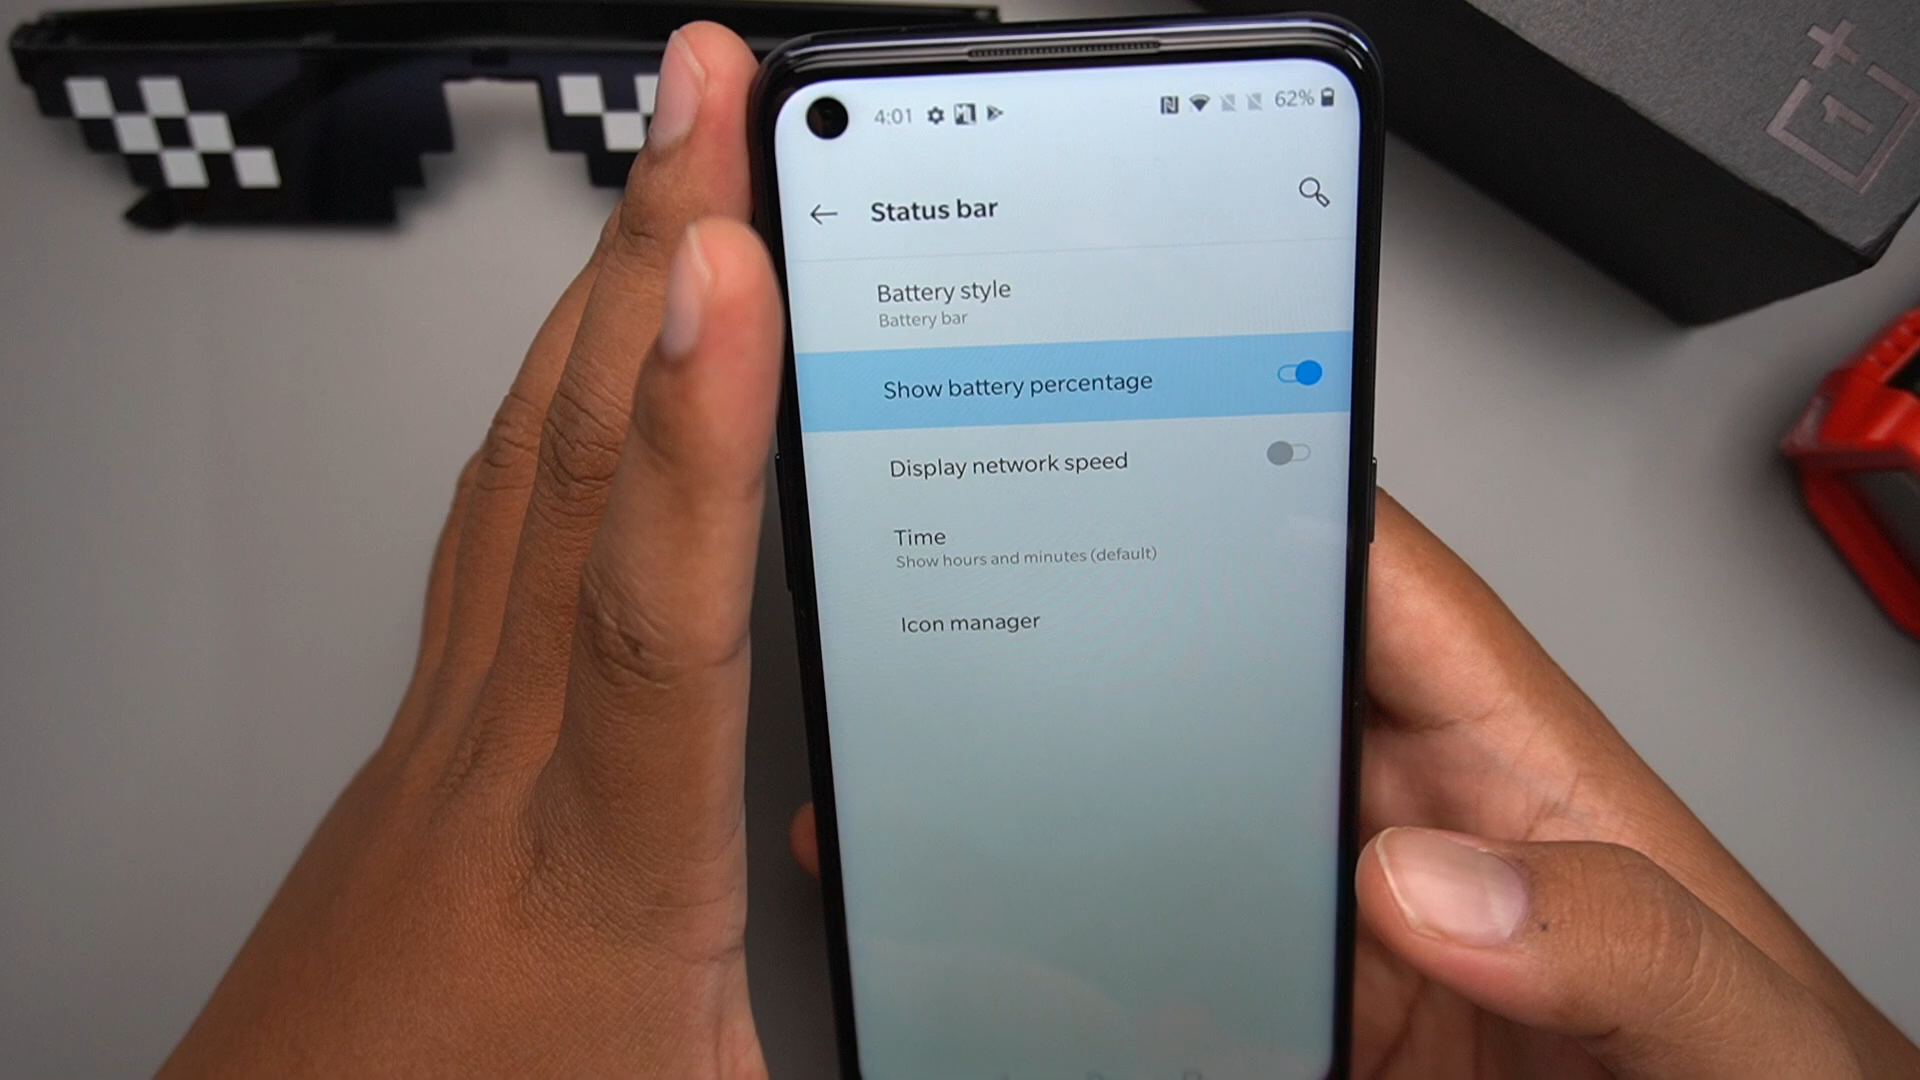 4:01
62%
Status bar
Battery style
Battery bar
Show battery percentage
Display network speed
Time
Show hours and minutes (default)
Icon manager
1+